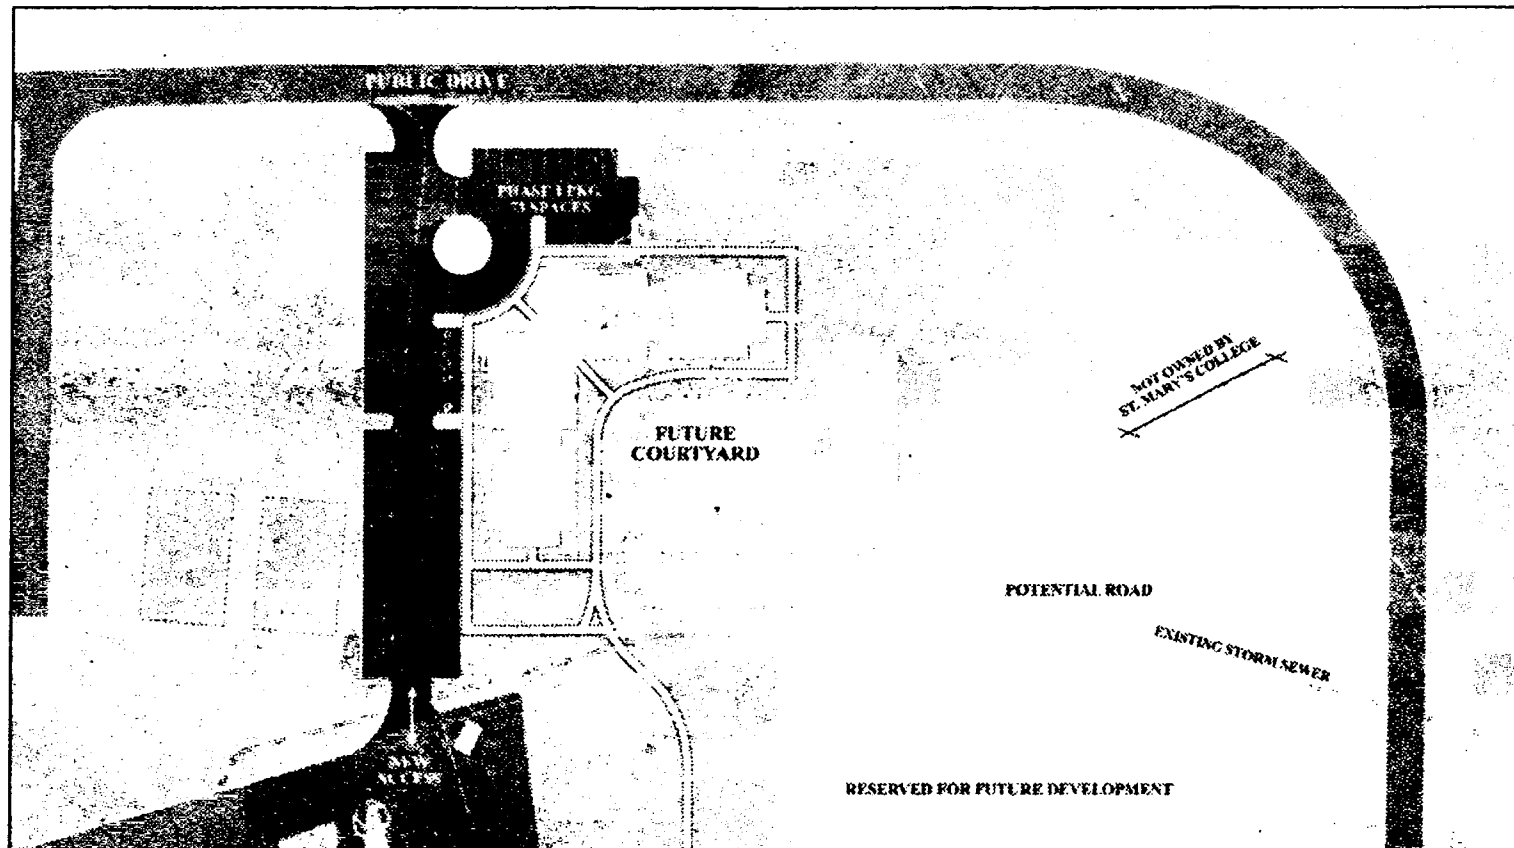 PUBLIC DRIVE
PHASE I PKG.
73 SPACES
NOT OWNED BY
ST. MARY'S COLLEGE
FUTURE
COURTYARD
POTENTIAL ROAD
EXISTING STORM SEWER
NEW
ACCESS
RESERVED FOR FUTURE DEVELOPMENT